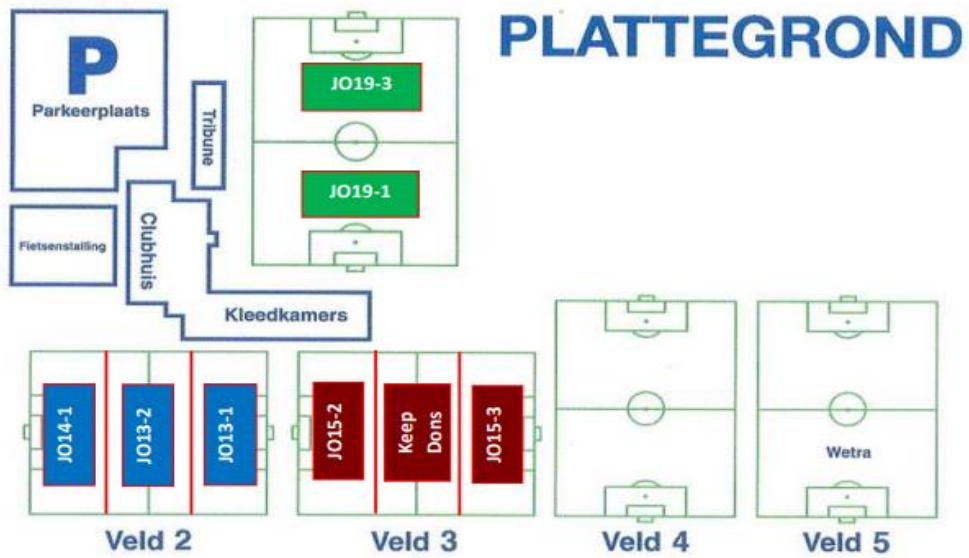 PLATTEGROND
P
Parkeerplaats
Tribune
JO19-3
JO19-1
Fietsenstalling
Clubhuis
Kleedkamers
JO14-1
JO13-2
JO13-1
Veld 2
JO15-2
Keep
Dons
JO15-3
Veld 3
Veld 4
Wetra
Veld 5